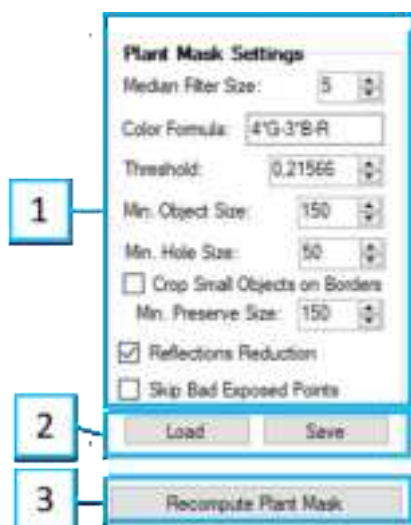 Plant Mask Settings
Median Filter Size: 5
Color Formula: 4*G-3*B-R
Threshold: 0,21566
1
Min. Object Size: 150
Min. Hole Size: 50
Crop Small Objects on Borders
Min. Preserve Size: 150
Reflections Reduction
Skip Bad Exposed Points
2
Load Save
3
Recompute Plant Mask